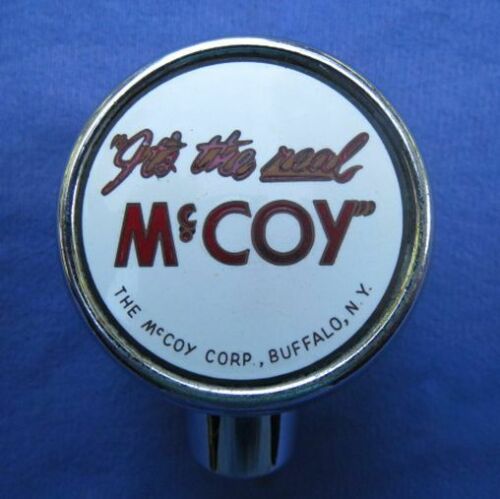 "It's the real
McCOY"
THE McCOY CORP., BUFFALO, N.Y.